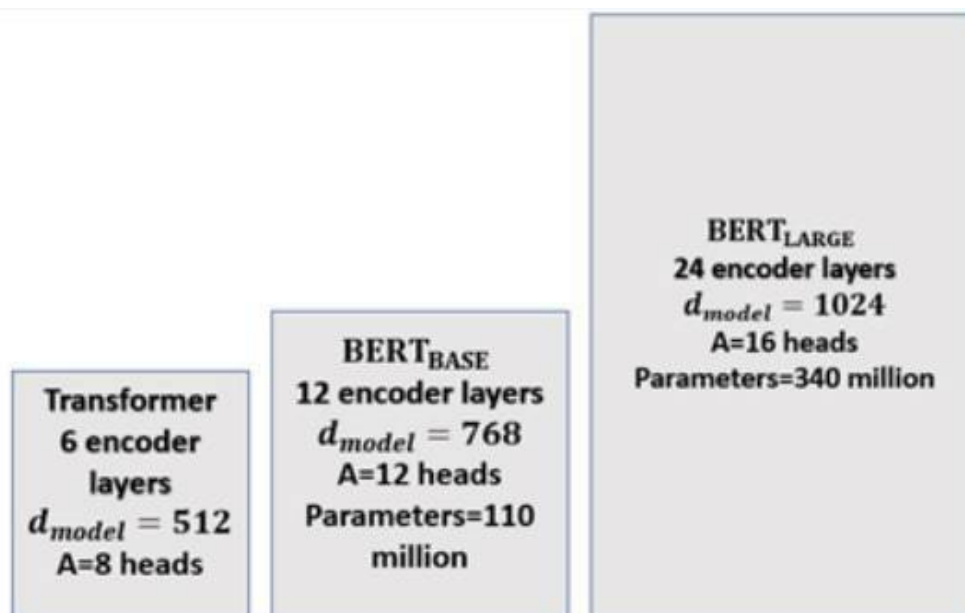 Transformer
6 encoder
layers
d_model = 512
A=8 heads
BERT_BASE
12 encoder layers
d_model = 768
A=12 heads
Parameters=110
million
BERT_LARGE
24 encoder layers
d_model = 1024
A=16 heads
Parameters=340 million